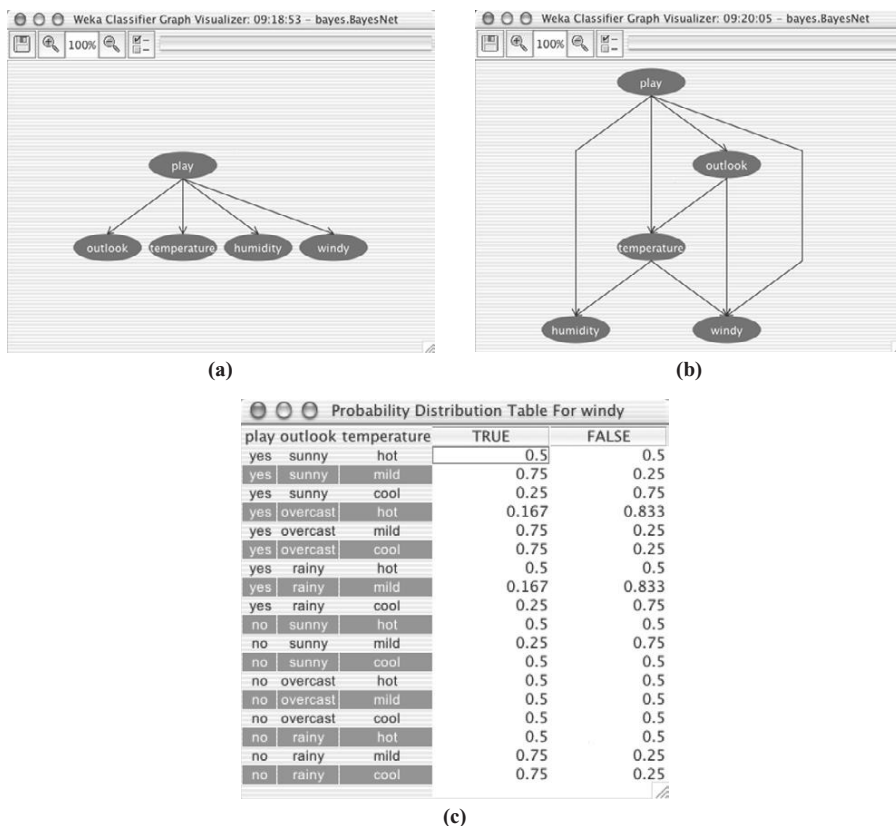 Weka Classifier Graph Visualizer: 09:18:53 – bayes.BayesNet
100%
play
outlook temperature humidity windy
(a)
Weka Classifier Graph Visualizer: 09:20:05 – bayes.BayesNet
100%
play
outlook
temperature
humidity windy
(b)
Probability Distribution Table For windy
play outlook temperature TRUE FALSE
yes sunny hot 0.5 0.5
yes sunny mild 0.75 0.25
yes sunny cool 0.25 0.75
yes overcast hot 0.167 0.833
yes overcast mild 0.75 0.25
yes overcast cool 0.75 0.25
yes rainy hot 0.5 0.5
yes rainy mild 0.167 0.833
yes rainy cool 0.25 0.75
no sunny hot 0.5 0.5
no sunny mild 0.25 0.75
no sunny cool 0.5 0.5
no overcast hot 0.5 0.5
no overcast mild 0.5 0.5
no overcast cool 0.5 0.5
no rainy hot 0.5 0.5
no rainy mild 0.75 0.25
no rainy cool 0.75 0.25
(c)